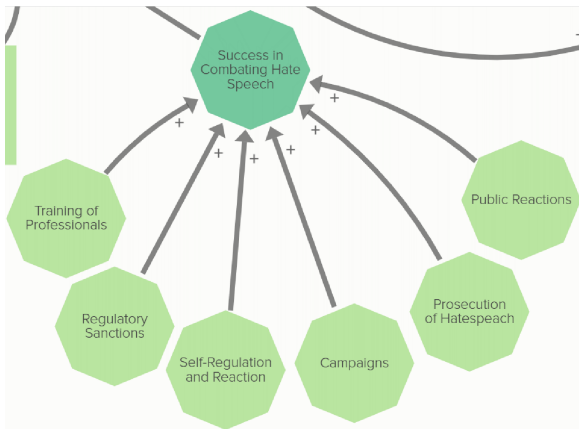 Success in
Combating Hate
Speech
+
+
+
+
+
+
Public Reactions
Training of
Professionals
Prosecution
of Hatespeach
Regulatory
Sanctions
Self-Regulation
and Reaction
Campaigns